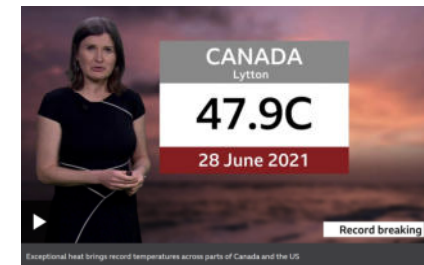 CANADA
Lytton
47.9C
28 June 2021
Record breaking
Exceptional heat brings record temperatures across parts of Canada and the US